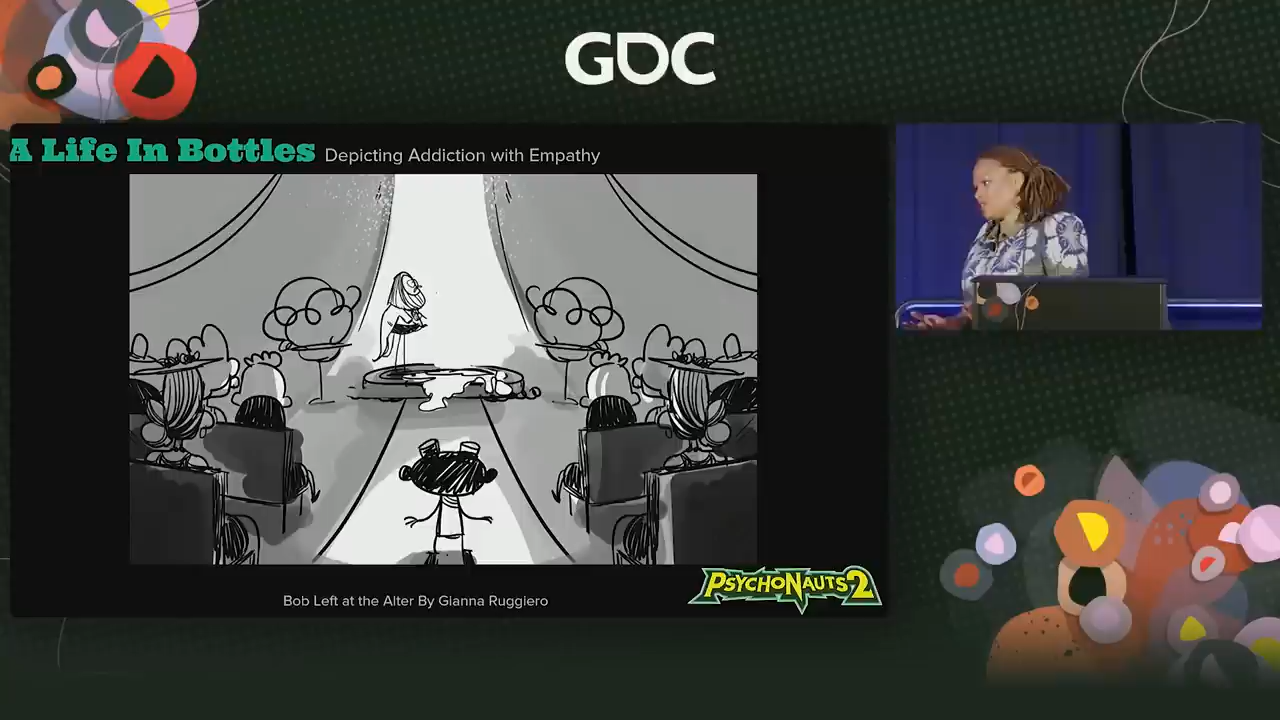 GDC
A Life In Bottles Depicting Addiction with Empathy
PSYCHONAUTS 2
Bob Left at the Alter By Gianna Ruggiero